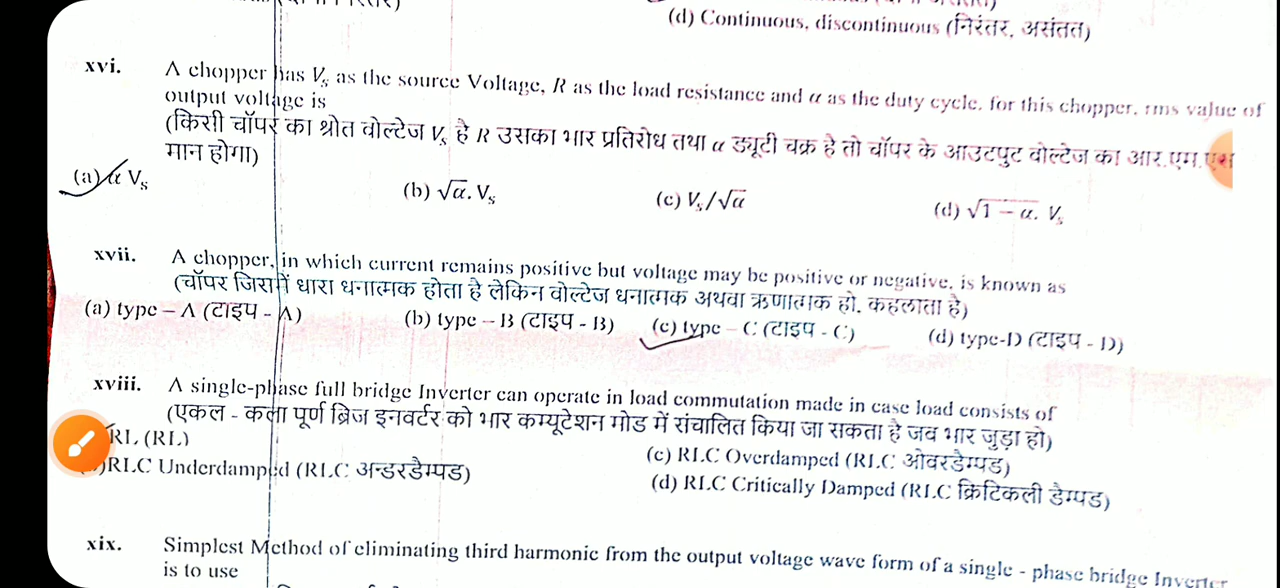 (d) Continuous, discontinuous (निरंतर, असंतत)
xvi. A chopper has Vₛ as the source Voltage, R as the load resistance and α as the duty cycle. for this chopper, rms value of
output voltage is
(किसी चॉपर का श्रोत वोल्टेज Vₛ है R उसका भार प्रतिरोध तथा α ड्यूटी चक्र है तो चॉपर के आउटपुट वोल्टेज का आर.एम.एस
मान होगा)
(a) α Vₛ (b) √α. Vₛ (c) Vₛ/√α (d) √1 − α. Vₛ
xvii. A chopper, in which current remains positive but voltage may be positive or negative, is known as
(चॉपर जिसमें धारा धनात्मक होता है लेकिन वोल्टेज धनात्मक अथवा ऋणात्मक हो. कहलाता है)
(a) type – A (टाइप - A) (b) type – B (टाइप - B) (c) type – C (टाइप - C) (d) type-D (टाइप - D)
xviii. A single-phase full bridge Inverter can operate in load commutation made in case load consists of
(एकल - कला पूर्ण ब्रिज इनवर्टर को भार कम्यूटेशन मोड में संचालित किया जा सकता है जब भार जुड़ा हो)
RL (RL)
RLC Underdamped (RLC अन्डरडैम्पड)
(c) RLC Overdamped (RLC ओवरडैम्पड)
(d) RLC Critically Damped (RLC क्रिटिकली डैम्पड)
xix. Simplest Method of eliminating third harmonic from the output voltage wave form of a single - phase bridge Inverter
is to use